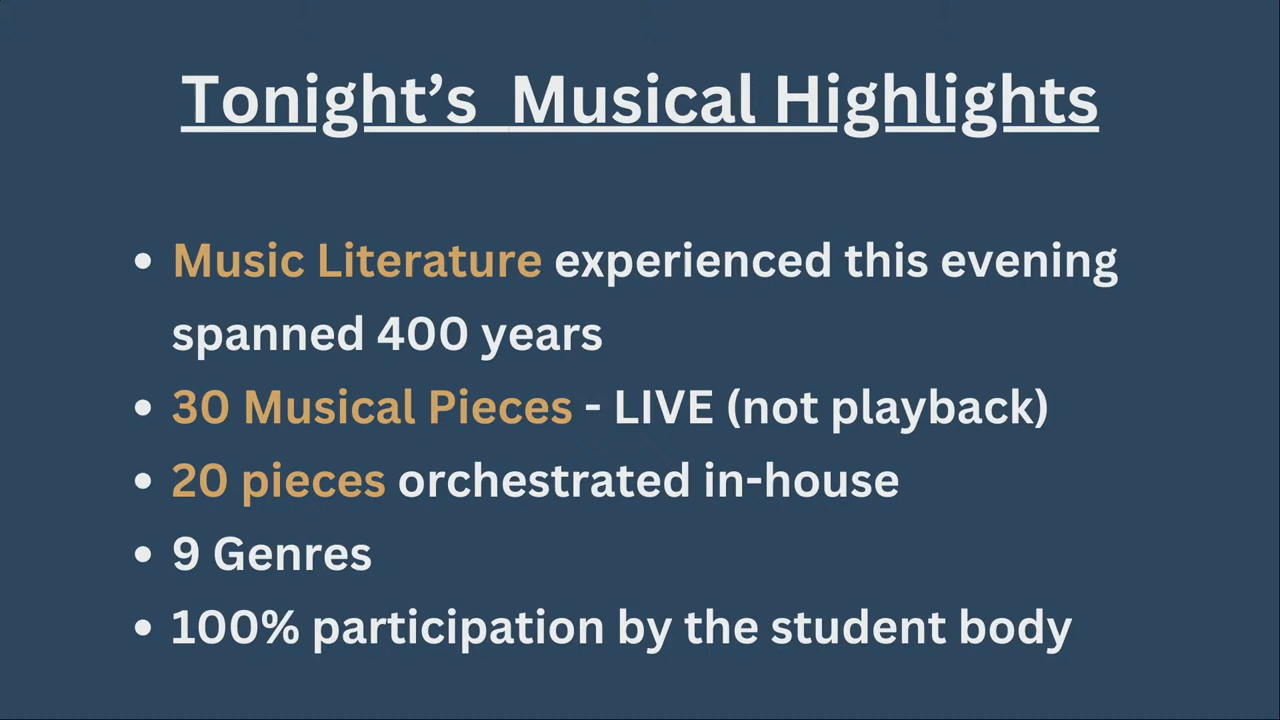 Tonight’s Musical Highlights
• Music Literature experienced this evening
spanned 400 years
• 30 Musical Pieces - LIVE (not playback)
• 20 pieces orchestrated in-house
• 9 Genres
• 100% participation by the student body